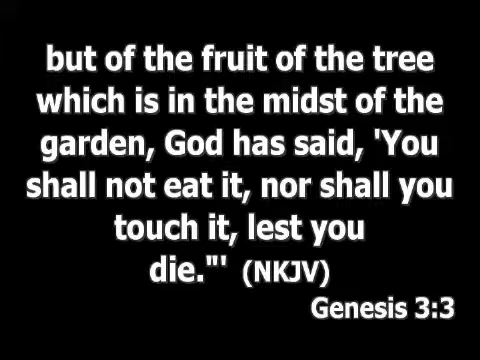 but of the fruit of the tree
which is in the midst of the
garden, God has said, 'You
shall not eat it, nor shall you
touch it, lest you
die."' (NKJV)
Genesis 3:3